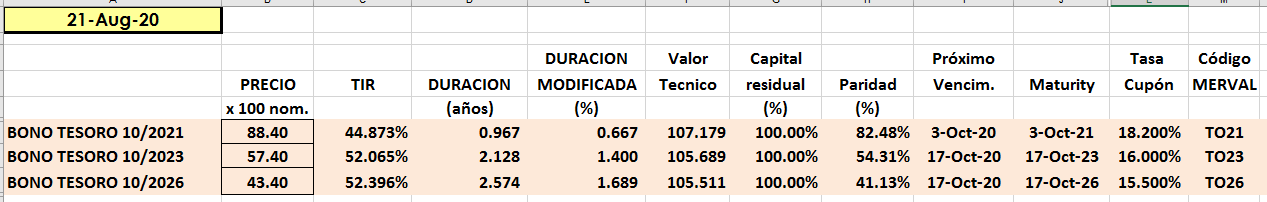 21-Aug-20
DURACION Valor Capital Próximo Tasa Código
PRECIO TIR DURACION MODIFICADA Tecnico residual Paridad Vencim. Maturity Cupón MERVAL
x 100 nom. (años) (%) (%) (%)
BONO TESORO 10/2021 88.40 44.873% 0.967 0.667 107.179 100.00% 82.48% 3-Oct-20 3-Oct-21 18.200% TO21
BONO TESORO 10/2023 57.40 52.065% 2.128 1.400 105.689 100.00% 54.31% 17-Oct-20 17-Oct-23 16.000% TO23
BONO TESORO 10/2026 43.40 52.396% 2.574 1.689 105.511 100.00% 41.13% 17-Oct-20 17-Oct-26 15.500% TO26